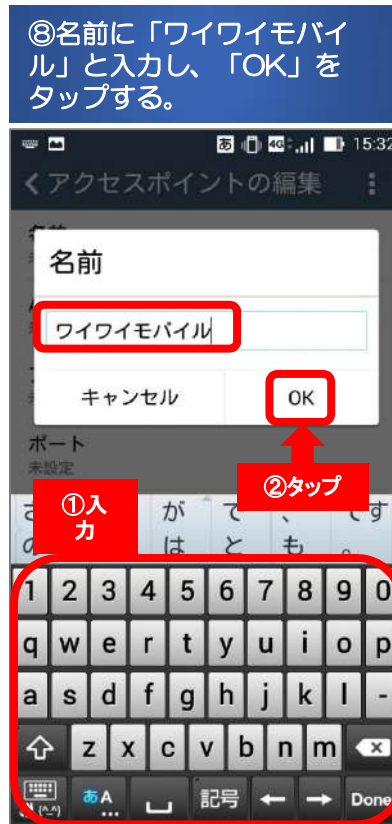 ⑧名前に「ワイワイモバイ
ル　」と入力し、「OK」を
タップする。
あ 4G 15:32
アクセスポイントの編集
名前
ワイワイモバイル
キャンセル OK
ポート
未設定
②タップ
①入
力
が て 、 です
の は と も 。
1 2 3 4 5 6 7 8 9 0
q w e r t y u i o p
a s d f g h j k l -
z x c v b n m
(^_^) あA ... 記号 ← → Done